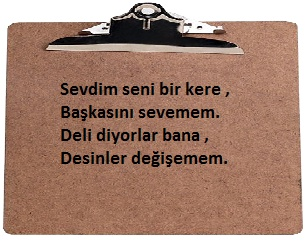 Sevdim seni bir kere ,
Başkasını sevemem.
Deli diyorlar bana ,
Desinler değişemem.